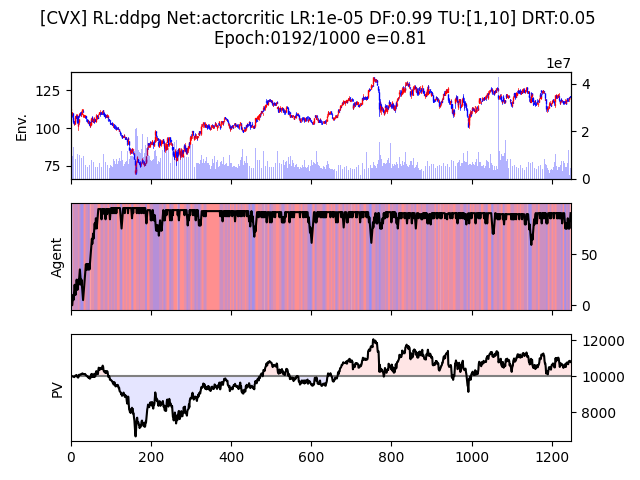 [CVX] RL:ddpg Net:actorcritic LR:1e-05 DF:0.99 TU:[1,10] DRT:0.05
Epoch:0192/1000 e=0.81
1e7
Env.
125
100
75
4
2
0
Agent
50
0
PV
12000
10000
8000
0 200 400 600 800 1000 1200